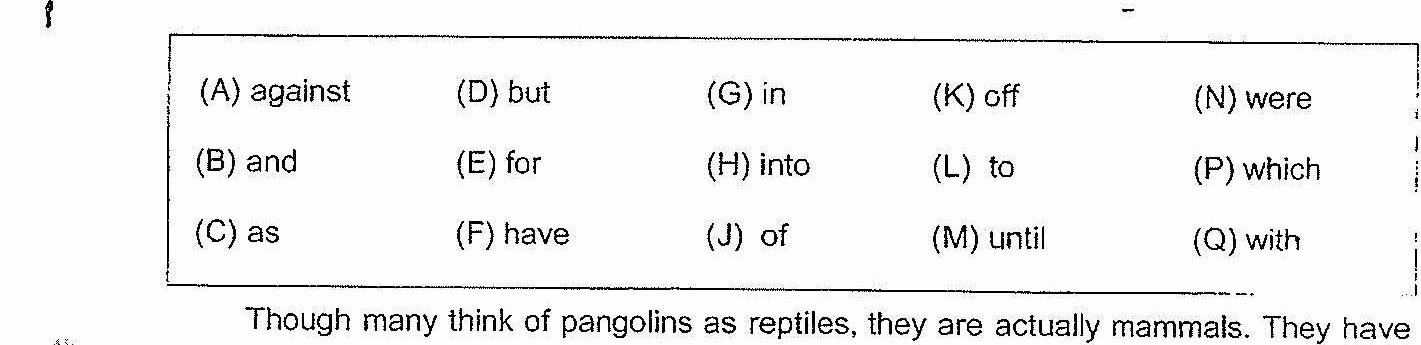 (A) against (D) but (G) in (K) off (N) were
(B) and (E) for (H) into (L) to (P) which
(C) as (F) have (J) of (M) until (Q) with
Though many think of pangolins as reptiles, they are actually mammals. They have